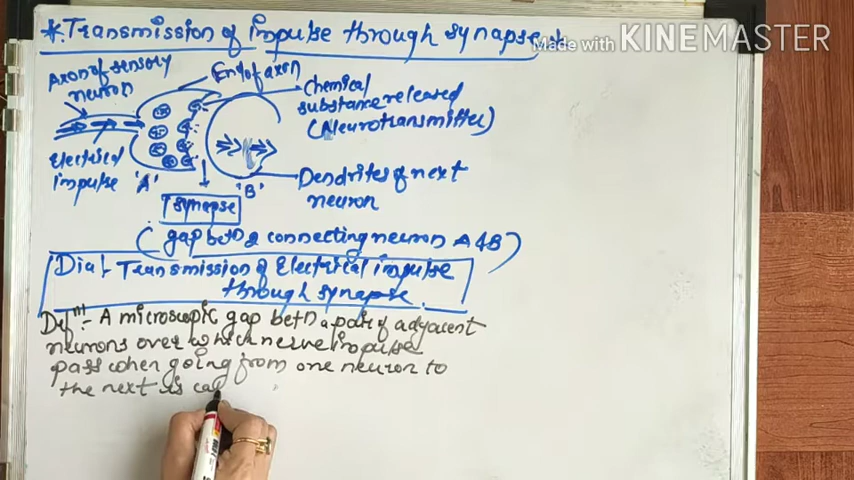 *. Transmission of impulse through synapse *
Made with KINEMASTER
Axon of sensory
neuron
End of axon
Chemical
substance released
(Neurotransmitter)
Electrical
impulse
'A'
'B'
Dendrites of next
neuron
synapse
(gap betn 2 connecting neuron A & B)
Dia:- Transmission of Electrical impulse
through synapse.
Defn:- A microscopic gap betn a pair of adjacent
neurons over which nerve impulse
pass when going from one neuron to
the next is cal